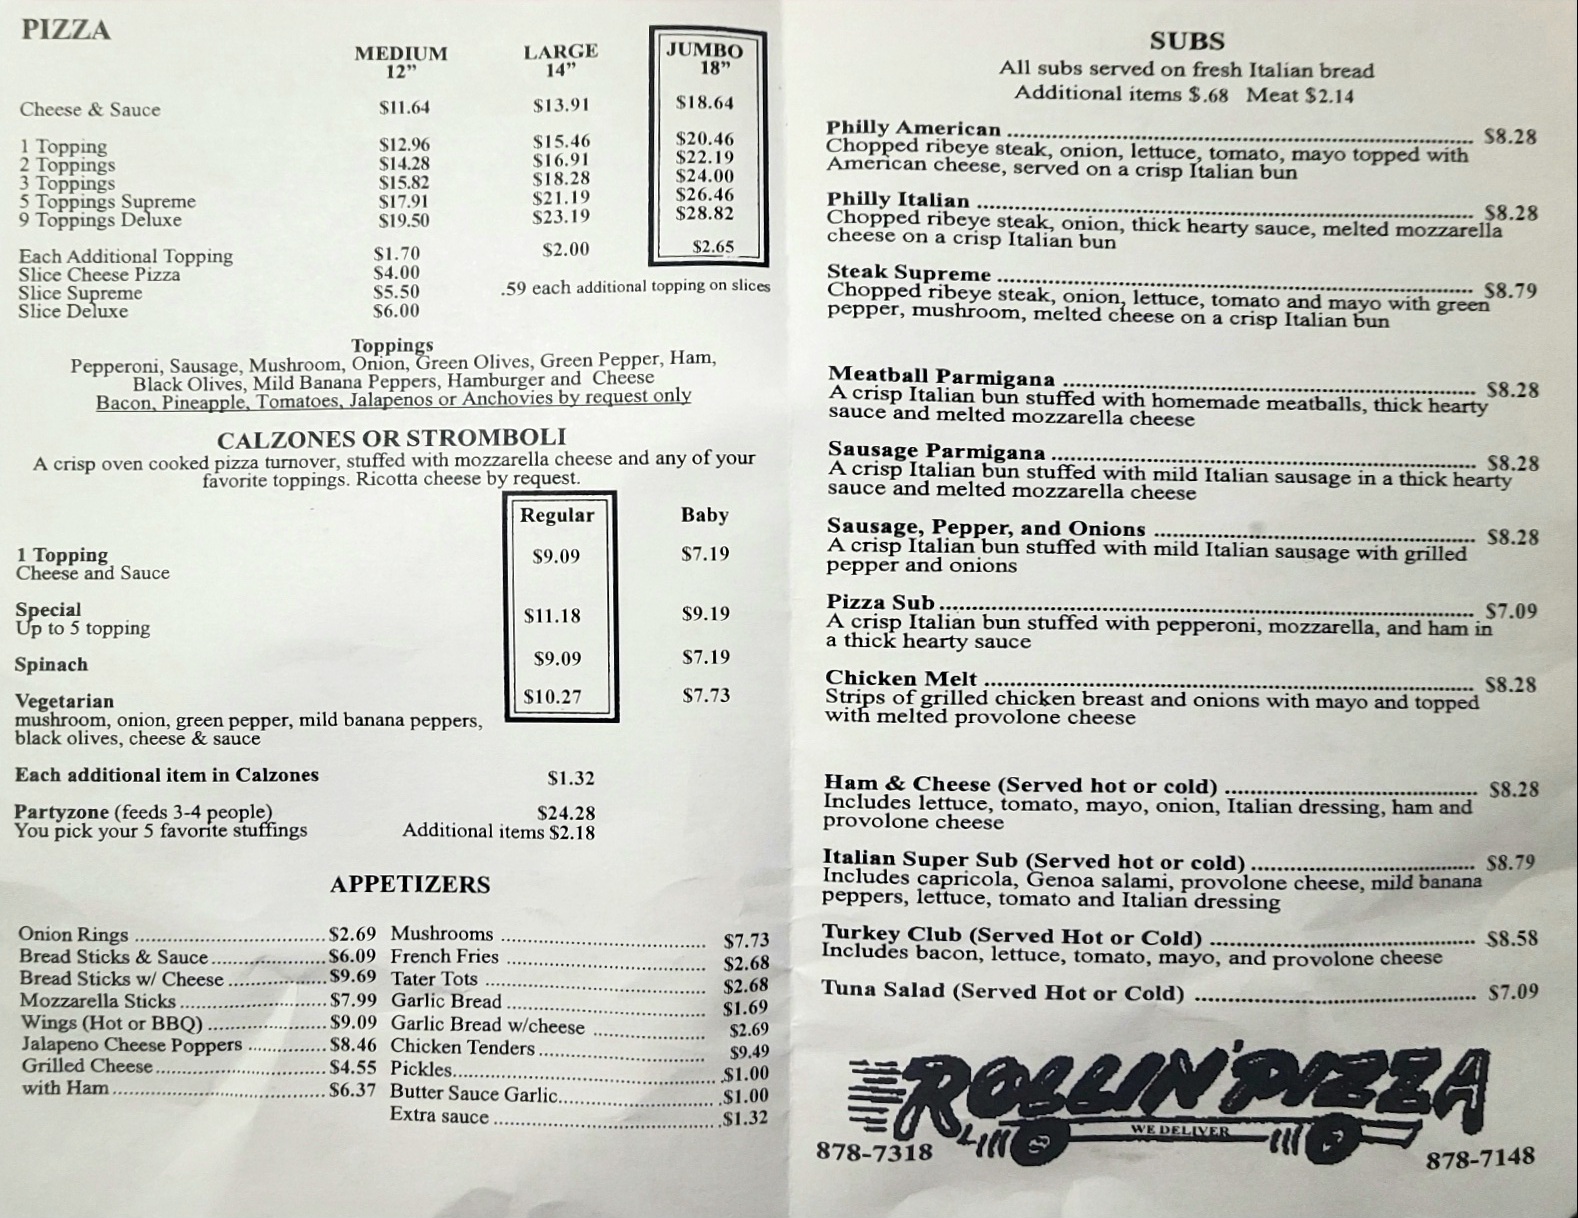 PIZZA
MEDIUM LARGE JUMBO
12” 14” 18”
Cheese & Sauce $11.64 $13.91 $18.64
1 Topping $12.96 $15.46 $20.46
2 Toppings $14.28 $16.91 $22.19
3 Toppings $15.82 $18.28 $24.00
5 Toppings Supreme $17.91 $21.19 $26.46
9 Toppings Deluxe $19.50 $23.19 $28.82
Each Additional Topping $1.70 $2.00 $2.65
Slice Cheese Pizza $4.00
Slice Supreme $5.50 .59 each additional topping on slices
Slice Deluxe $6.00
Toppings
Pepperoni, Sausage, Mushroom, Onion, Green Olives, Green Pepper, Ham,
Black Olives, Mild Banana Peppers, Hamburger and Cheese
Bacon, Pineapple, Tomatoes, Jalapenos or Anchovies by request only
CALZONES OR STROMBOLI
A crisp oven cooked pizza turnover, stuffed with mozzarella cheese and any of your
favorite toppings. Ricotta cheese by request.
Regular Baby
1 Topping $9.09 $7.19
Cheese and Sauce
Special $11.18 $9.19
Up to 5 topping
Spinach $9.09 $7.19
Vegetarian $10.27 $7.73
mushroom, onion, green pepper, mild banana peppers,
black olives, cheese & sauce
Each additional item in Calzones $1.32
Partyzone (feeds 3-4 people) $24.28
You pick your 5 favorite stuffings Additional items $2.18
APPETIZERS
Onion Rings ........ $2.69
Bread Sticks & Sauce ........ $6.09
Bread Sticks w/ Cheese ........ $9.69
Mozzarella Sticks ........ $7.99
Wings (Hot or BBQ) ........ $9.09
Jalapeno Cheese Poppers ........ $8.46
Grilled Cheese ........ $4.55
with Ham ........ $6.37
Mushrooms ........ $7.73
French Fries ........ $2.68
Tater Tots ........ $2.68
Garlic Bread ........ $1.69
Garlic Bread w/cheese ........ $2.69
Chicken Tenders ........ $9.49
Pickles ........ $1.00
Butter Sauce Garlic ........ $1.00
Extra sauce ........ $1.32
SUBS
All subs served on fresh Italian bread
Additional items $.68 Meat $2.14
Philly American ........ $8.28
Chopped ribeye steak, onion, lettuce, tomato, mayo topped with
American cheese, served on a crisp Italian bun
Philly Italian ........ $8.28
Chopped ribeye steak, onion, thick hearty sauce, melted mozzarella
cheese on a crisp Italian bun
Steak Supreme ........ $8.79
Chopped ribeye steak, onion, lettuce, tomato and mayo with green
pepper, mushroom, melted cheese on a crisp Italian bun
Meatball Parmigana ........ $8.28
A crisp Italian bun stuffed with homemade meatballs, thick hearty
sauce and melted mozzarella cheese
Sausage Parmigana ........ $8.28
A crisp Italian bun stuffed with mild Italian sausage in a thick hearty
sauce and melted mozzarella cheese
Sausage, Pepper, and Onions ........ $8.28
A crisp Italian bun stuffed with mild Italian sausage with grilled
pepper and onions
Pizza Sub ........ $7.09
A crisp Italian bun stuffed with pepperoni, mozzarella, and ham in
a thick hearty sauce
Chicken Melt ........ $8.28
Strips of grilled chicken breast and onions with mayo and topped
with melted provolone cheese
Ham & Cheese (Served hot or cold) ........ $8.28
Includes lettuce, tomato, mayo, onion, Italian dressing, ham and
provolone cheese
Italian Super Sub (Served hot or cold) ........ $8.79
Includes capricola, Genoa salami, provolone cheese, mild banana
peppers, lettuce, tomato and Italian dressing
Turkey Club (Served Hot or Cold) ........ $8.58
Includes bacon, lettuce, tomato, mayo, and provolone cheese
Tuna Salad (Served Hot or Cold) ........ $7.09
ROLLIN' PIZZA
WE DELIVER
878-7318 878-7148